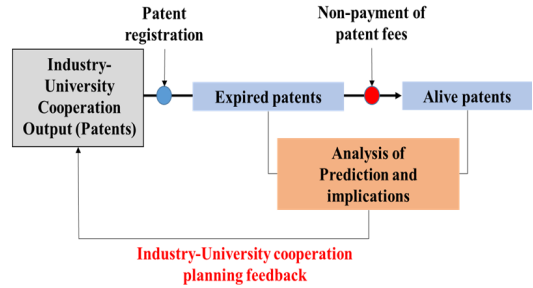 Patent
registration
Non-payment of
patent fees
Industry-
University
Cooperation
Output (Patents)
Expired patents
Alive patents
Analysis of
Prediction and
implications
Industry-University cooperation
planning feedback